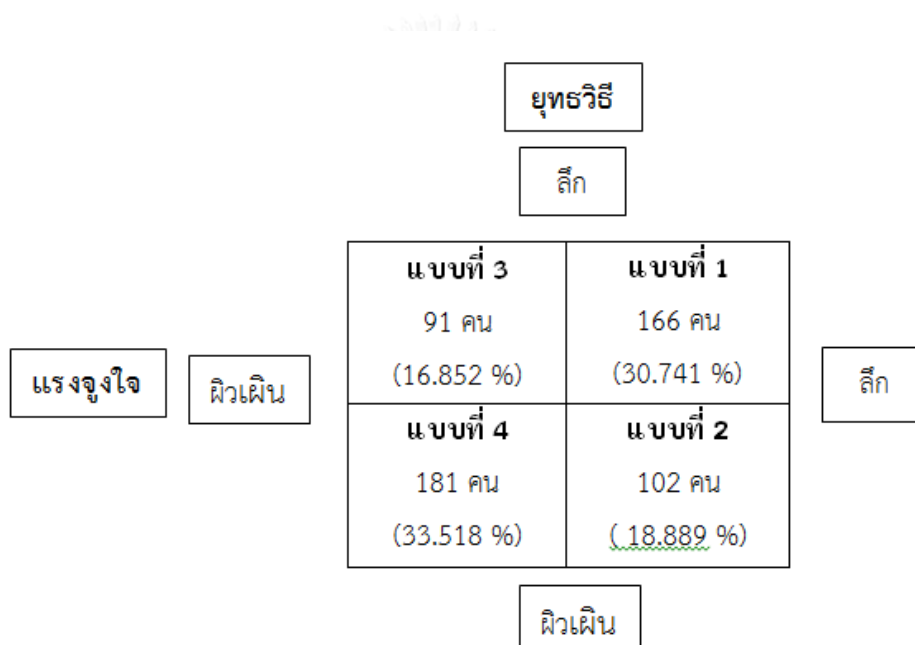 ยุทธวิธี
ลึก
แบบที่ 3
แบบที่ 1
91 คน
166 คน
(16.852 %)
(30.741 %)
แรงจูงใจ
ผิวเผิน
ลึก
แบบที่ 4
แบบที่ 2
181 คน
102 คน
(33.518 %)
( 18.889 %)
ผิวเผิน